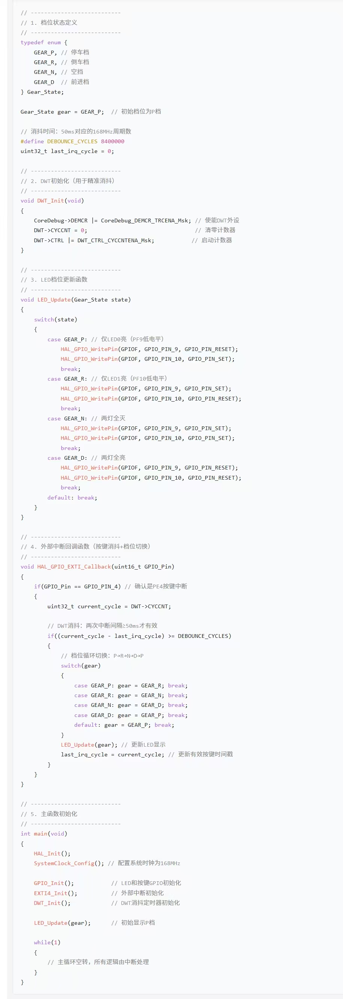 // ---------------------------
// 1. 档位状态定义
// ---------------------------
typedef enum {
    GEAR_P, // 停车档
    GEAR_R, // 倒车档
    GEAR_N, // 空挡
    GEAR_D  // 前进档
} Gear_State;

Gear_State gear = GEAR_P;  // 初始档位为P档

// 消抖时间：50ms对应的168MHz周期数
#define DEBOUNCE_CYCLES 8400000
uint32_t last_irq_cycle = 0;

// ---------------------------
// 2. DWT初始化（用于精准消抖）
// ---------------------------
void DWT_Init(void)
{
    CoreDebug->DEMCR |= CoreDebug_DEMCR_TRCENA_Msk; // 使能DWT外设
    DWT->CYCCNT = 0;                                // 清零计数器
    DWT->CTRL |= DWT_CTRL_CYCCNTENA_Msk;           // 启动计数器
}

// ---------------------------
// 3. LED档位更新函数
// ---------------------------
void LED_Update(Gear_State state)
{
    switch(state)
    {
        case GEAR_P: // 仅LED0亮（PF9低电平）
            HAL_GPIO_WritePin(GPIOF, GPIO_PIN_9, GPIO_PIN_RESET);
            HAL_GPIO_WritePin(GPIOF, GPIO_PIN_10, GPIO_PIN_SET);
            break;
        case GEAR_R: // 仅LED1亮（PF10低电平）
            HAL_GPIO_WritePin(GPIOF, GPIO_PIN_9, GPIO_PIN_SET);
            HAL_GPIO_WritePin(GPIOF, GPIO_PIN_10, GPIO_PIN_RESET);
            break;
        case GEAR_N: // 两灯全灭
            HAL_GPIO_WritePin(GPIOF, GPIO_PIN_9, GPIO_PIN_SET);
            HAL_GPIO_WritePin(GPIOF, GPIO_PIN_10, GPIO_PIN_SET);
            break;
        case GEAR_D: // 两灯全亮
            HAL_GPIO_WritePin(GPIOF, GPIO_PIN_9, GPIO_PIN_RESET);
            HAL_GPIO_WritePin(GPIOF, GPIO_PIN_10, GPIO_PIN_RESET);
            break;
        default: break;
    }
}

// ---------------------------
// 4. 外部中断回调函数（按键消抖+档位切换）
// ---------------------------
void HAL_GPIO_EXTI_Callback(uint16_t GPIO_Pin)
{
    if(GPIO_Pin == GPIO_PIN_4) // 确认是PE4按键中断
    {
        uint32_t current_cycle = DWT->CYCCNT;

        // DWT消抖：两次中断间隔≥50ms才有效
        if((current_cycle - last_irq_cycle) >= DEBOUNCE_CYCLES)
        {
            // 档位循环切换：P→R→N→D→P
            switch(gear)
            {
                case GEAR_P: gear = GEAR_R; break;
                case GEAR_R: gear = GEAR_N; break;
                case GEAR_N: gear = GEAR_D; break;
                case GEAR_D: gear = GEAR_P; break;
                default: gear = GEAR_P; break;
            }
            LED_Update(gear); // 更新LED显示
            last_irq_cycle = current_cycle; // 更新有效按键时间戳
        }
    }
}

// ---------------------------
// 5. 主函数初始化
// ---------------------------
int main(void)
{
    HAL_Init();
    SystemClock_Config(); // 配置系统时钟为168MHz

    GPIO_Init();           // LED和按键GPIO初始化
    EXTI4_Init();          // 外部中断初始化
    DWT_Init();            // DWT消抖定时器初始化

    LED_Update(gear);      // 初始显示P档

    while(1)
    {
        // 主循环空转，所有逻辑由中断处理
    }
}